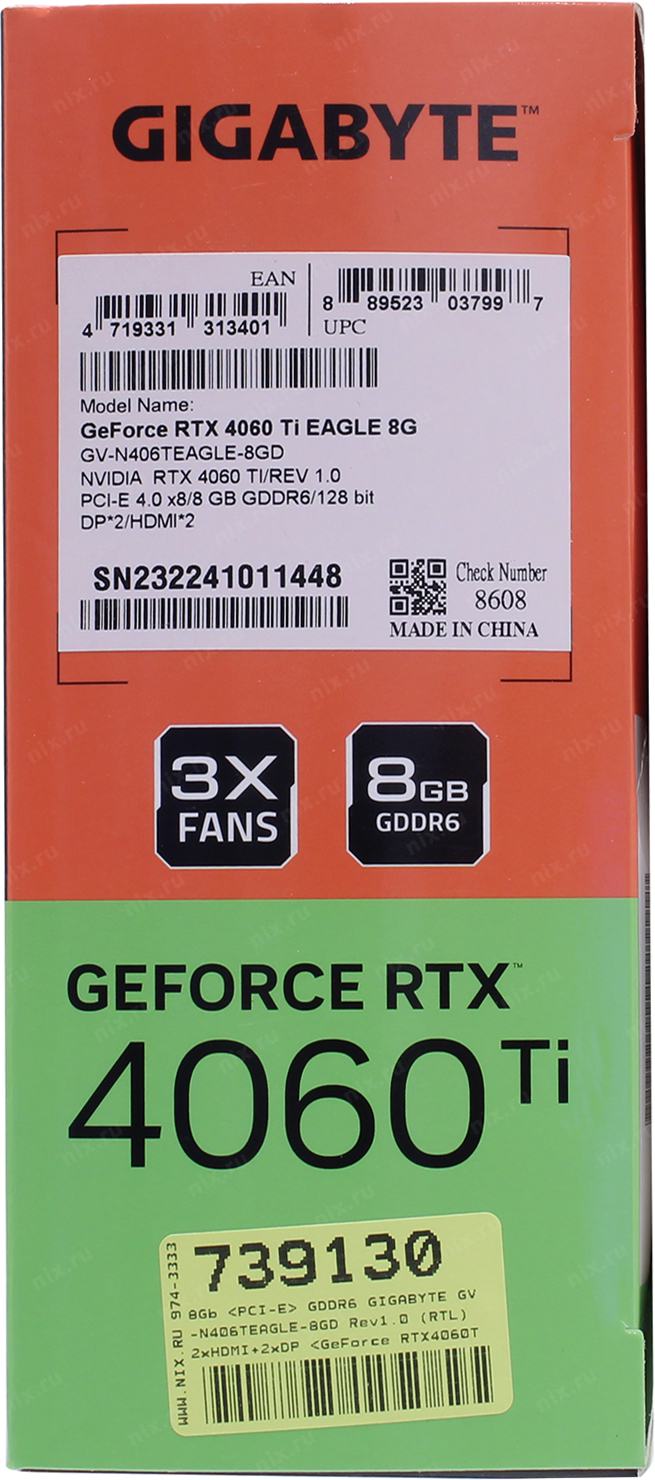 GIGABYTE™
EAN
4 719331 313401
8 89523 03799 7
UPC
Model Name:
GeForce RTX 4060 Ti EAGLE 8G
GV-N406TEAGLE-8GD
NVIDIA RTX 4060 TI/REV 1.0
PCI-E 4.0 x8/8 GB GDDR6/128 bit
DP*2/HDMI*2
SN232241011448
Check Number
8608
MADE IN CHINA
3X
FANS
8GB
GDDR6
GEFORCE RTX™
4060 Ti
WWW.NIX.RU 974-3333
739130
8Gb <PCI-E> GDDR6 GIGABYTE GV
-N406TEAGLE-8GD Rev1.0 (RTL)
2xHDMI+2xDP <GeForce RTX4060T
nix.ru